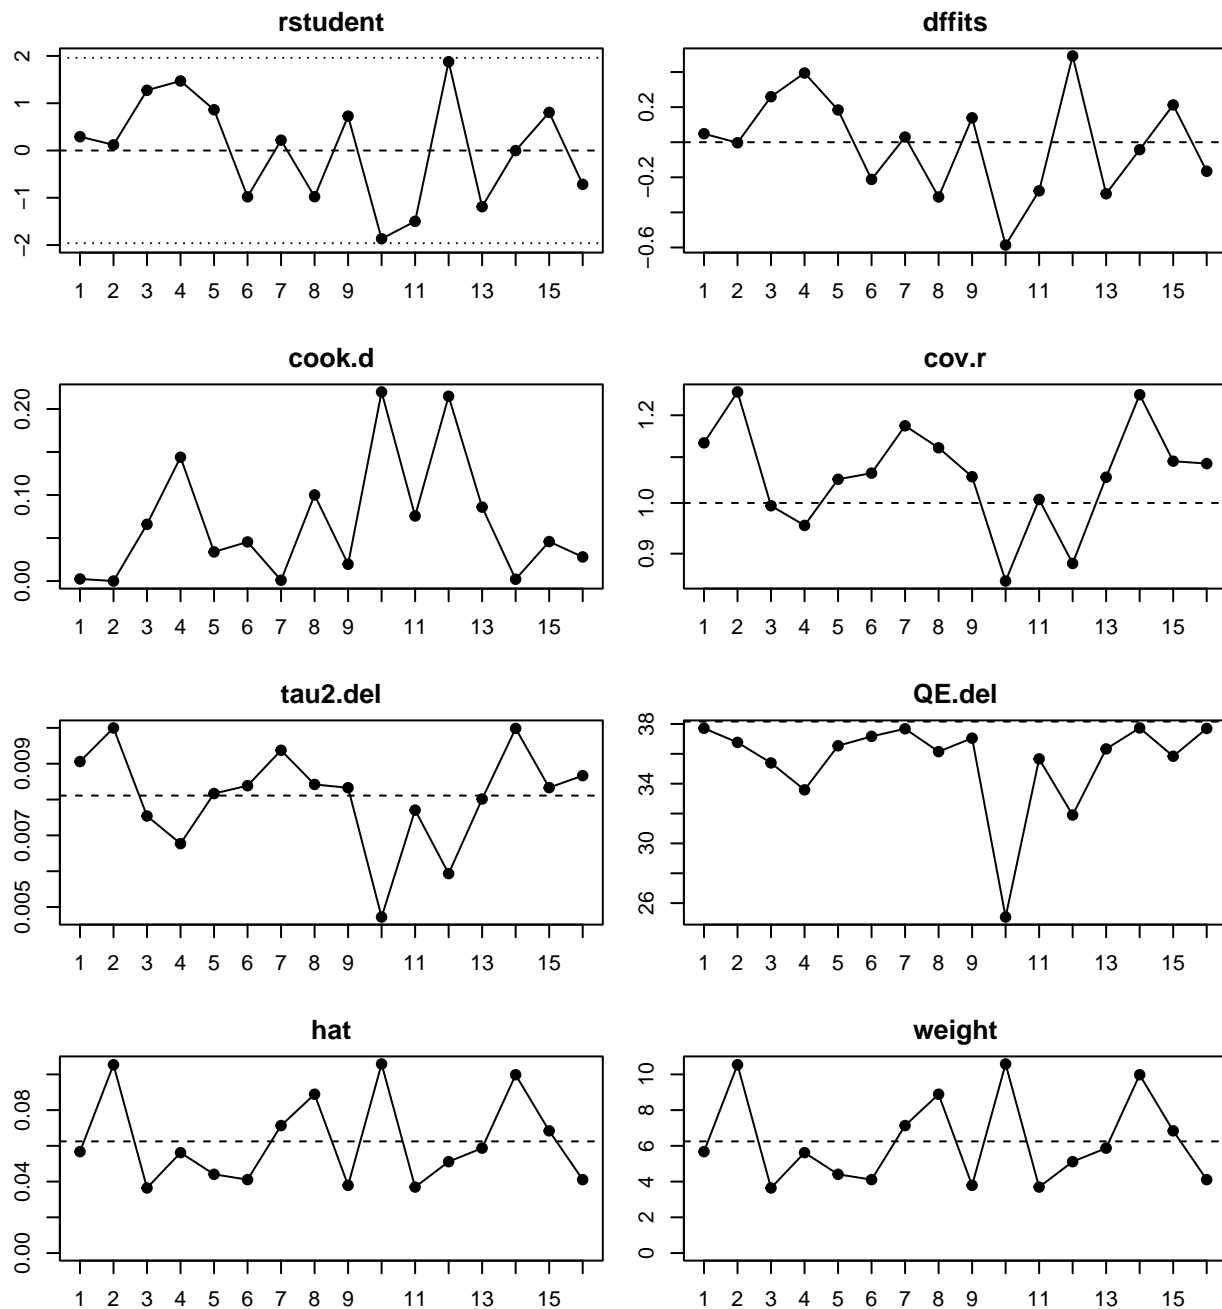 rstudent
2
1
0
−1
−2
1 2 3 4 5 6 7 8 9 11 13 15
dffits
0.2
−0.2
−0.6
1 2 3 4 5 6 7 8 9 11 13 15
cook.d
0.20
0.10
0.00
1 2 3 4 5 6 7 8 9 11 13 15
cov.r
1.2
1.0
0.9
1 2 3 4 5 6 7 8 9 11 13 15
tau2.del
0.009
0.007
0.005
1 2 3 4 5 6 7 8 9 11 13 15
QE.del
38
34
30
26
1 2 3 4 5 6 7 8 9 11 13 15
hat
0.08
0.04
0.00
1 2 3 4 5 6 7 8 9 11 13 15
weight
10
8
6
4
2
0
1 2 3 4 5 6 7 8 9 11 13 15